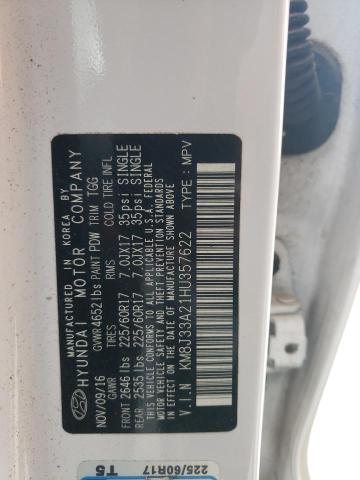 MANUFACTURED IN KOREA BY
HYUNDAI MOTOR COMPANY
NOV/09/16 GVWR 4652 lbs PAINT PDW TRIM TGG
GAWR TIRES RIMS COLD TIRE INFL
FRONT 2646 lbs 225/60R17 7.0JX17 35psi SINGLE
REAR 2535 lbs 225/60R17 7.0JX17 35psi SINGLE
THIS VEHICLE CONFORMS TO ALL APPLICABLE U.S.A. FEDERAL
MOTOR VEHICLE SAFETY, BUMPER, AND THEFT PREVENTION STANDARDS
IN EFFECT ON THE DATE OF MANUFACTURE SHOWN ABOVE.
V.I.N KM8J33A21HU357622 TYPE : MPV
225/60R17
T5